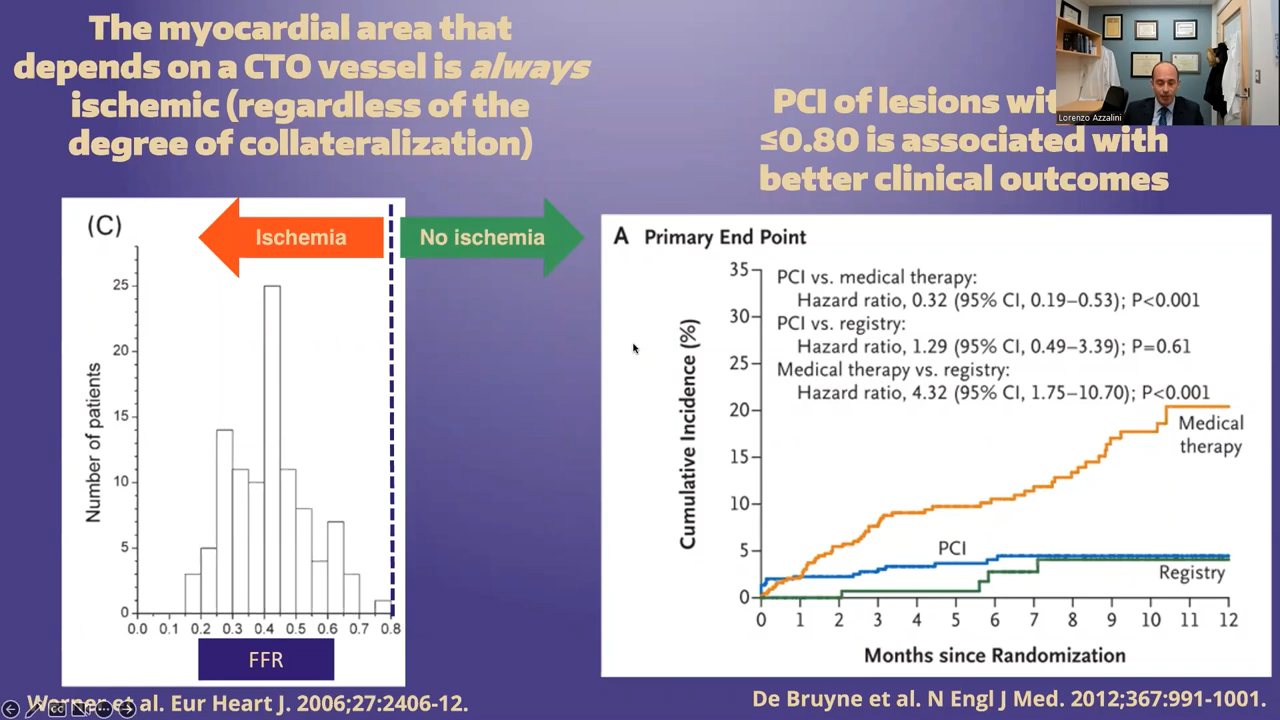 The myocardial area that
depends on a CTO vessel is always
ischemic (regardless of the
degree of collateralization)
PCI of lesions
≤0.80 is associated with
better clinical outcomes
Lorenzo Azzalini
(C)
Ischemia
No ischemia
Number of patients
25
20
15
10
5
0
0.0 0.1 0.2 0.3 0.4 0.5 0.6 0.7 0.8
FFR
Werner et al. Eur Heart J. 2006;27:2406-12.
A Primary End Point
PCI vs. medical therapy:
Hazard ratio, 0.32 (95% CI, 0.19–0.53); P<0.001
PCI vs. registry:
Hazard ratio, 1.29 (95% CI, 0.49–3.39); P=0.61
Medical therapy vs. registry:
Hazard ratio, 4.32 (95% CI, 1.75–10.70); P<0.001
Cumulative Incidence (%)
35
30
25
20
15
10
5
0
Medical
therapy
PCI
Registry
0 1 2 3 4 5 6 7 8 9 10 11 12
Months since Randomization
De Bruyne et al. N Engl J Med. 2012;367:991-1001.
CC